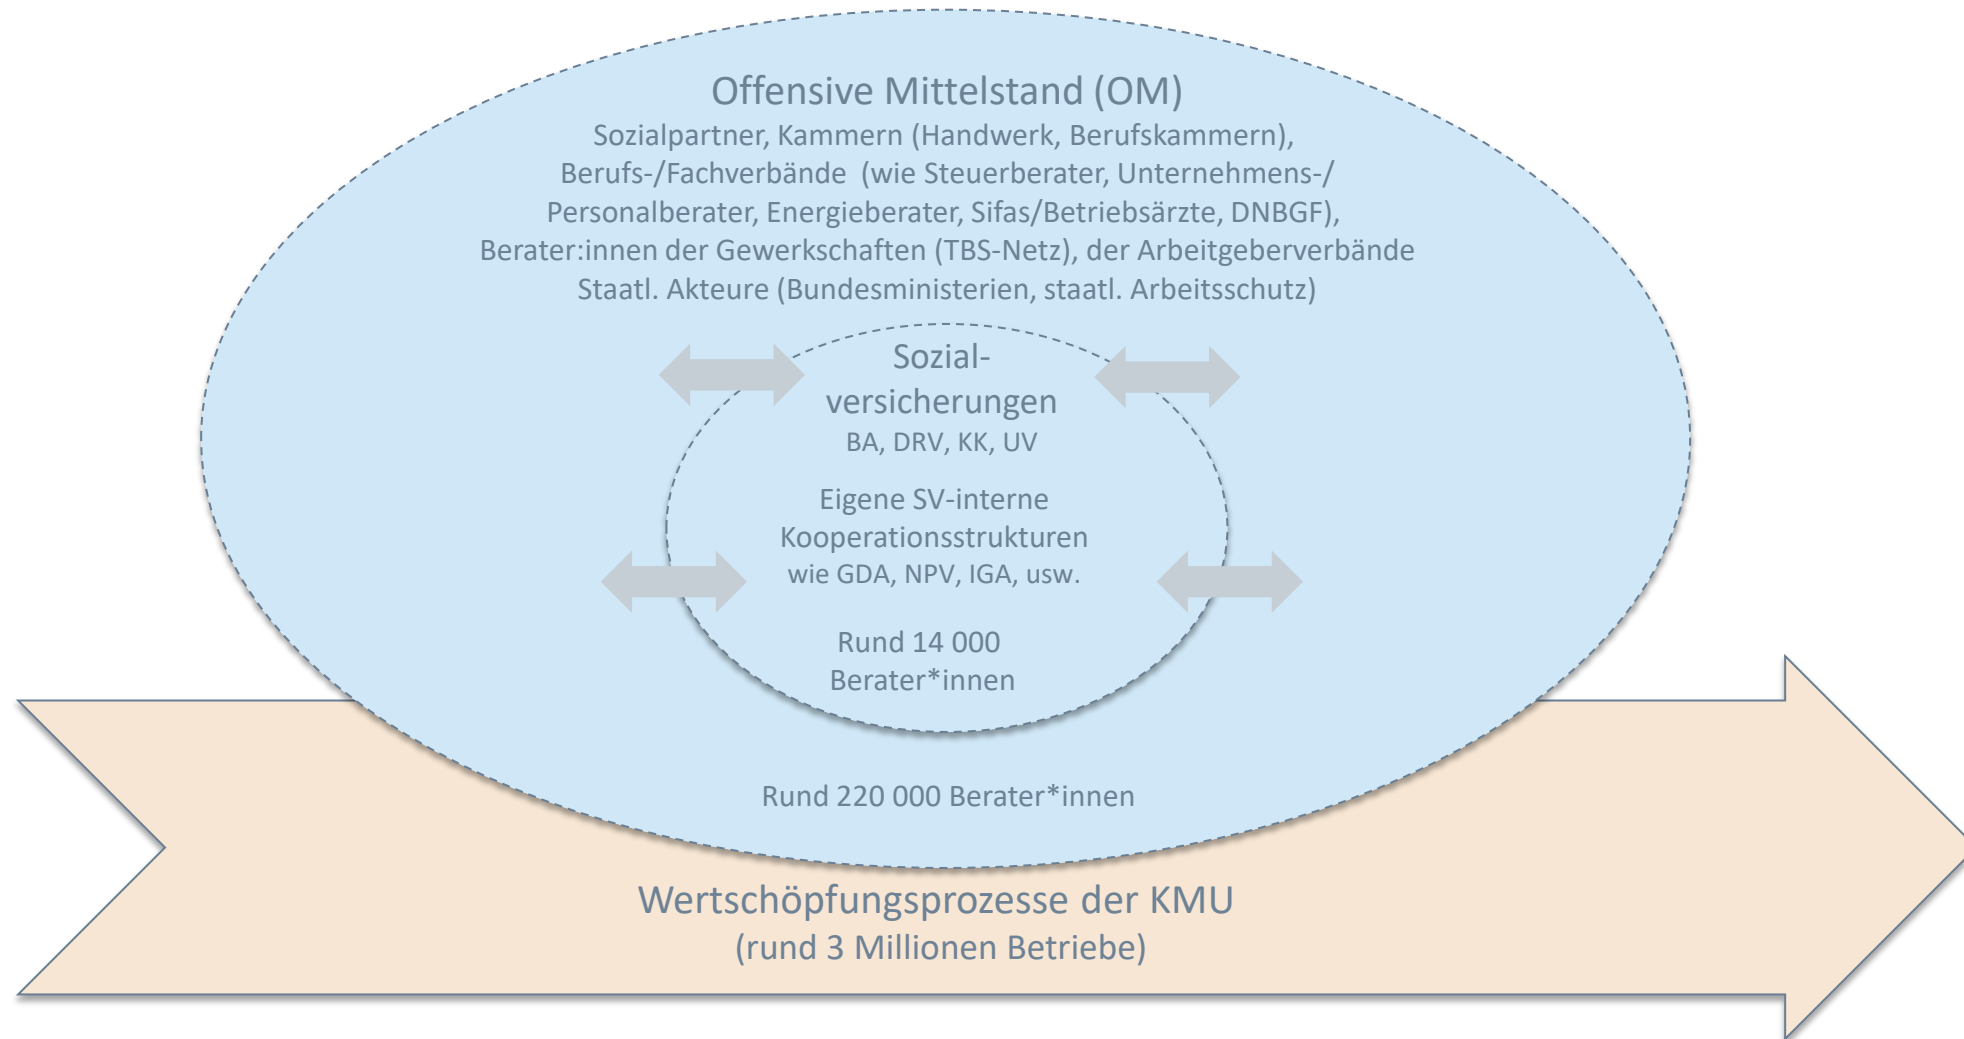 Offensive Mittelstand (OM)
Sozialpartner, Kammern (Handwerk, Berufskammern),
Berufs-/Fachverbände (wie Steuerberater, Unternehmens-/
Personalberater, Energieberater, Sifas/Betriebsärzte, DNBGF),
Berater:innen der Gewerkschaften (TBS-Netz), der Arbeitgeberverbände
Staatl. Akteure (Bundesministerien, staatl. Arbeitsschutz)
Sozial-
versicherungen
BA, DRV, KK, UV
Eigene SV-interne
Kooperationsstrukturen
wie GDA, NPV, IGA, usw.
Rund 14 000
Berater*innen
Rund 220 000 Berater*innen
Wertschöpfungsprozesse der KMU
(rund 3 Millionen Betriebe)